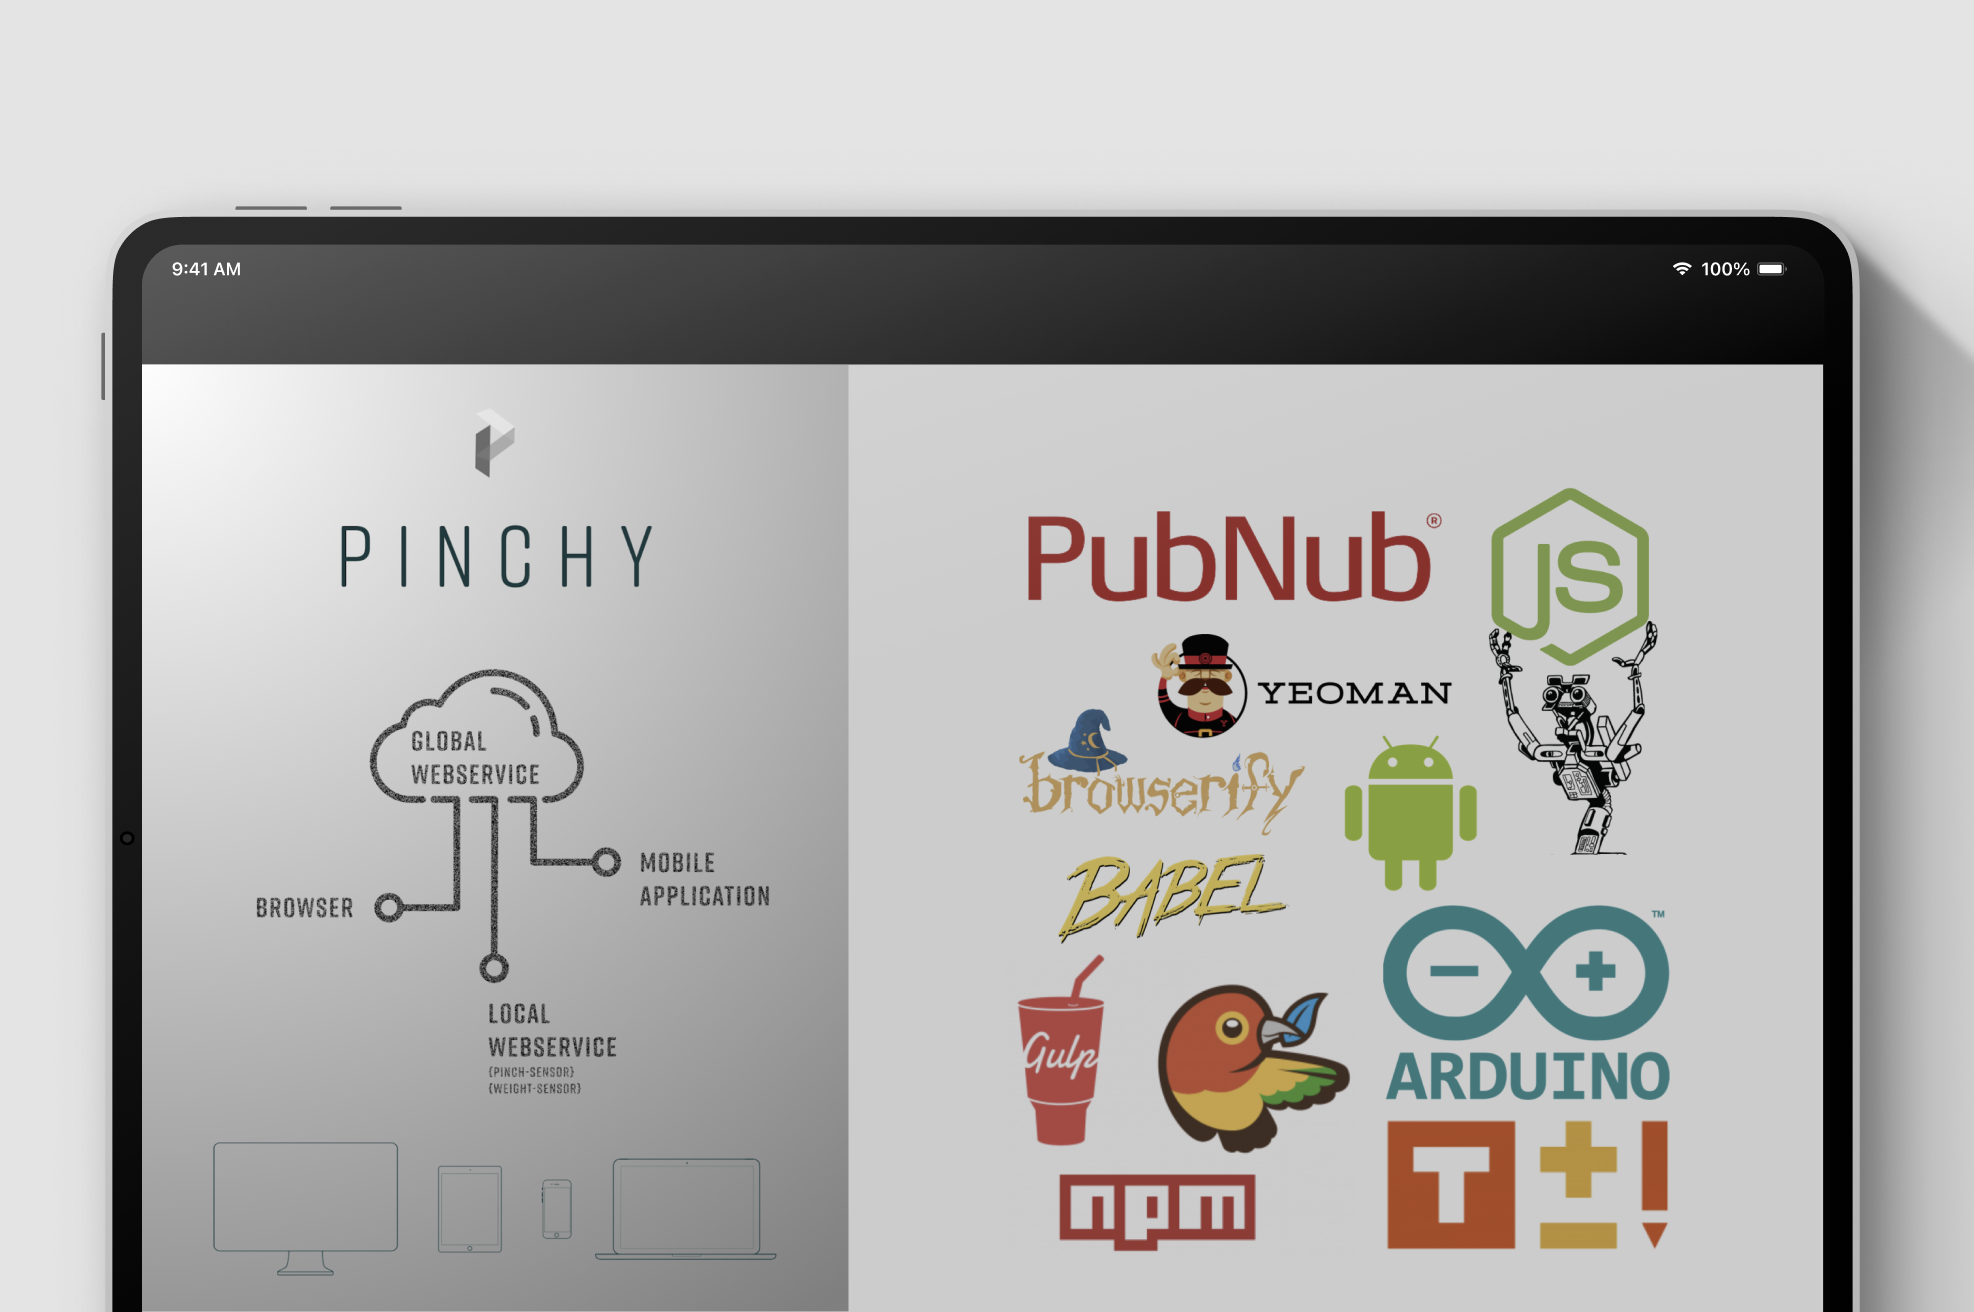 9:41 AM
100%
PINCHY
GLOBAL
WEBSERVICE
MOBILE
APPLICATION
BROWSER
LOCAL
WEBSERVICE
{PINCH-SENSOR}
{WEIGHT-SENSOR}
PubNub®
JS
YEOMAN
browserify
BABEL
Gulp
ARDUINO
TM
npm
T±!